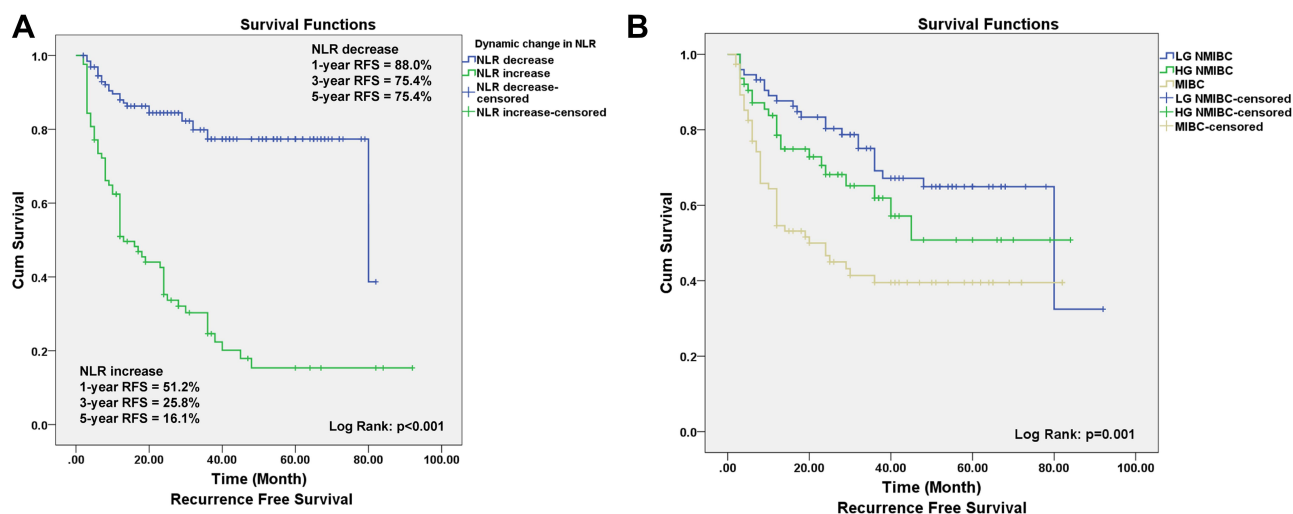 A
Survival Functions
NLR decrease
1-year RFS = 88.0%
3-year RFS = 75.4%
5-year RFS = 75.4%
Dynamic change in NLR
NLR decrease
NLR increase
NLR decrease-
censored
NLR increase-censored
1.0
0.8
0.6
0.4
0.2
0.0
Cum Survival
NLR increase
1-year RFS = 51.2%
3-year RFS = 25.8%
5-year RFS = 16.1%
Log Rank: p<0.001
.00
20.00
40.00
60.00
80.00
100.00
Time (Month)
Recurrence Free Survival
B
Survival Functions
LG NMIBC
HG NMIBC
MIBC
LG NMIBC-censored
HG NMIBC-censored
MIBC-censored
1.0
0.8
0.6
0.4
0.2
0.0
Cum Survival
Log Rank: p=0.001
.00
20.00
40.00
60.00
80.00
100.00
Time (Month)
Recurrence Free Survival